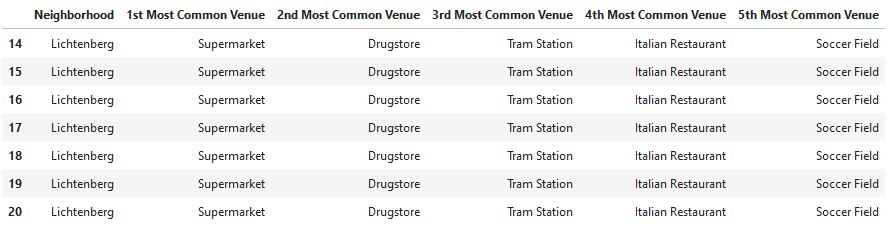 Neighborhood 1st Most Common Venue 2nd Most Common Venue 3rd Most Common Venue 4th Most Common Venue 5th Most Common Venue
14 Lichtenberg Supermarket Drugstore Tram Station Italian Restaurant Soccer Field
15 Lichtenberg Supermarket Drugstore Tram Station Italian Restaurant Soccer Field
16 Lichtenberg Supermarket Drugstore Tram Station Italian Restaurant Soccer Field
17 Lichtenberg Supermarket Drugstore Tram Station Italian Restaurant Soccer Field
18 Lichtenberg Supermarket Drugstore Tram Station Italian Restaurant Soccer Field
19 Lichtenberg Supermarket Drugstore Tram Station Italian Restaurant Soccer Field
20 Lichtenberg Supermarket Drugstore Tram Station Italian Restaurant Soccer Field